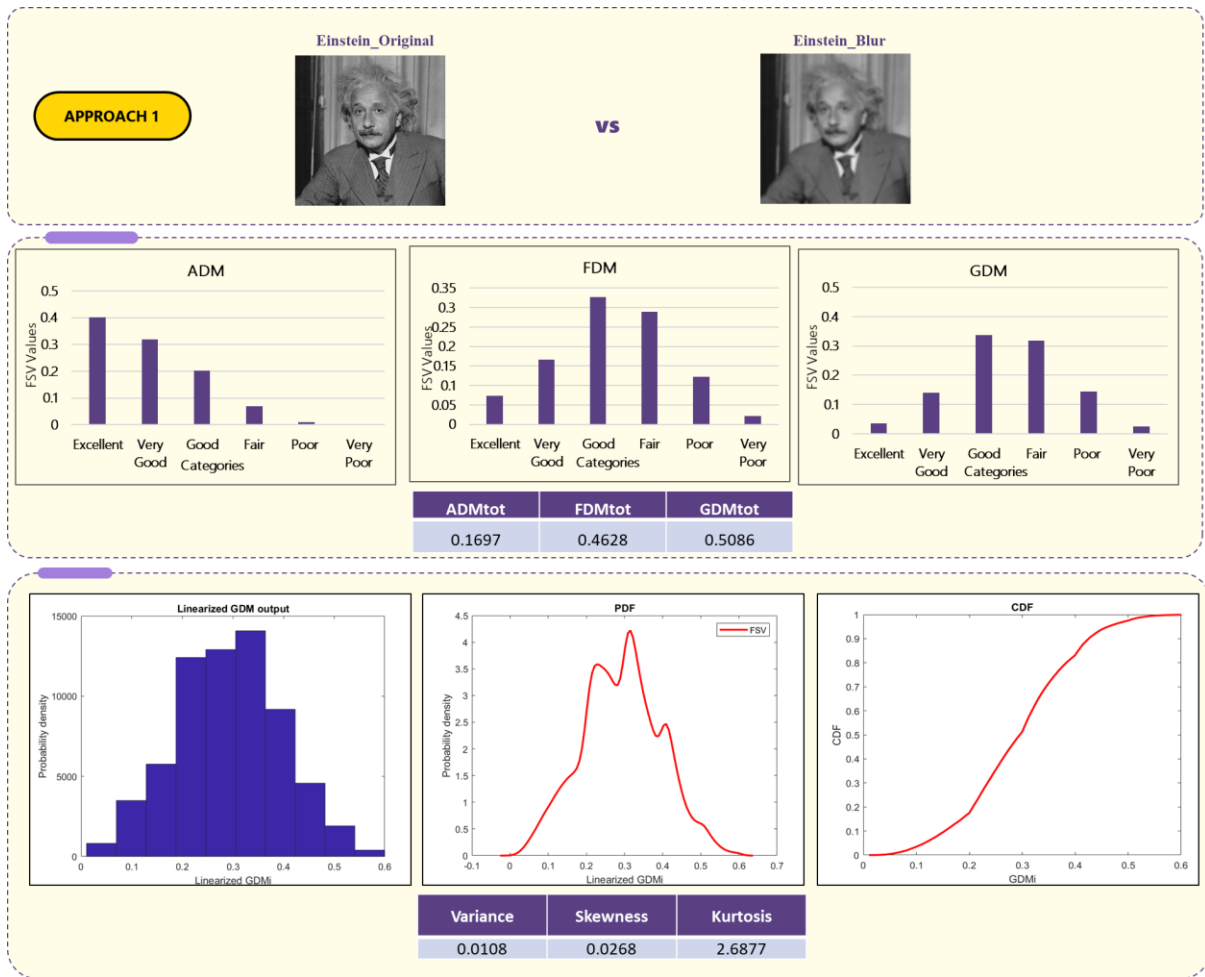 Einstein_Original
Einstein_Blur
APPROACH 1
vs
ADM
0.5
0.4
0.3
0.2
0.1
0
FSV Values
Excellent
Very Good
Good
Fair
Poor
Very Poor
Categories
FDM
0.35
0.3
0.25
0.2
0.15
0.1
0.05
0
FSV Values
Excellent
Very Good
Good
Fair
Poor
Very Poor
Categories
GDM
0.5
0.4
0.3
0.2
0.1
0
FSV Values
Excellent
Very Good
Good
Fair
Poor
Very Poor
Categories
ADMtot FDMtot GDMtot
0.1697 0.4628 0.5086
Linearized GDM output
15000
10000
5000
0
Probability density
0 0.1 0.2 0.3 0.4 0.5 0.6
Linearized GDMi
PDF
FSV
4.5
4
3.5
3
2.5
2
1.5
1
0.5
0
Probability density
-0.1 0 0.1 0.2 0.3 0.4 0.5 0.6 0.7
Linearized GDMi
CDF
1
0.9
0.8
0.7
0.6
0.5
0.4
0.3
0.2
0.1
0
CDF
0 0.1 0.2 0.3 0.4 0.5 0.6
GDMi
Variance Skewness Kurtosis
0.0108 0.0268 2.6877